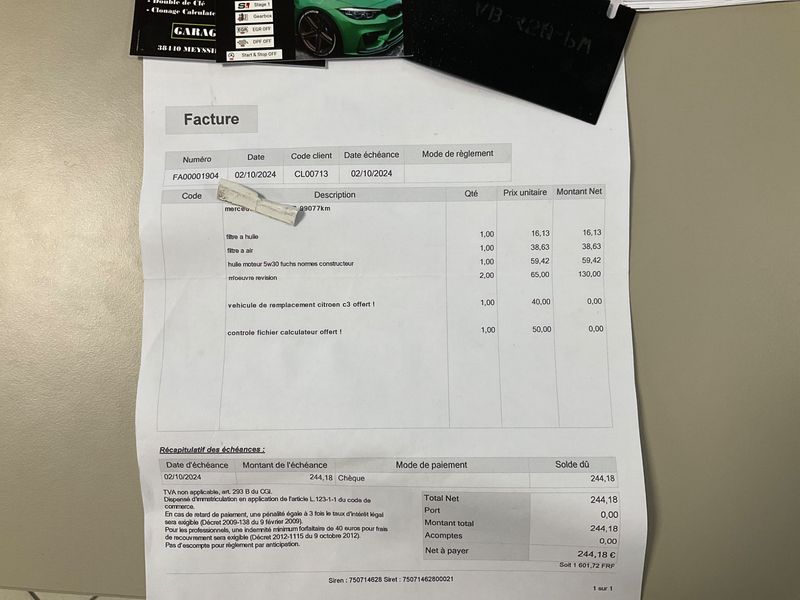 • Double de Clé
• Clonage Calculate
GARAG
38440 MEYSSI
Stage 1
Gearbox
EGR OFF
DPF OFF
Start & Stop OFF
Facture
Numéro Date Code client Date échéance Mode de règlement
FA00001904 02/10/2024 CL00713 02/10/2024
Code Description Qté Prix unitaire Montant Net
merced 99077km
filtre a huile 1,00 16,13 16,13
filtre a air 1,00 38,63 38,63
huile moteur 5w30 fuchs normes constructeur 1,00 59,42 59,42
m'oeuvre revision 2,00 65,00 130,00
vehicule de remplacement citroen c3 offert ! 1,00 40,00 0,00
controle fichier calculateur offert ! 1,00 50,00 0,00
Récapitulatif des échéances :
Date d'échéance Montant de l'échéance Mode de paiement Solde dû
02/10/2024 244,18 Chèque 244,18
TVA non applicable, art. 293 B du CGI.
Dispensé d'immatriculation en application de l'article L.123-1-1 du code de
commerce.
En cas de retard de paiement, une pénalité égale à 3 fois le taux d'intérêt légal
sera exigible (Décret 2009-138 du 9 février 2009).
Pour les professionnels, une indemnité minimum forfaitaire de 40 euros pour frais
de recouvrement sera exigible (Décret 2012-1115 du 9 octobre 2012).
Pas d'escompte pour règlement par anticipation.
Total Net 244,18
Port 0,00
Montant total 244,18
Acomptes 0,00
Net à payer 244,18 €
Soit 1 601,72 FRF
Siren : 750714628 Siret : 75071462800021
1 sur 1